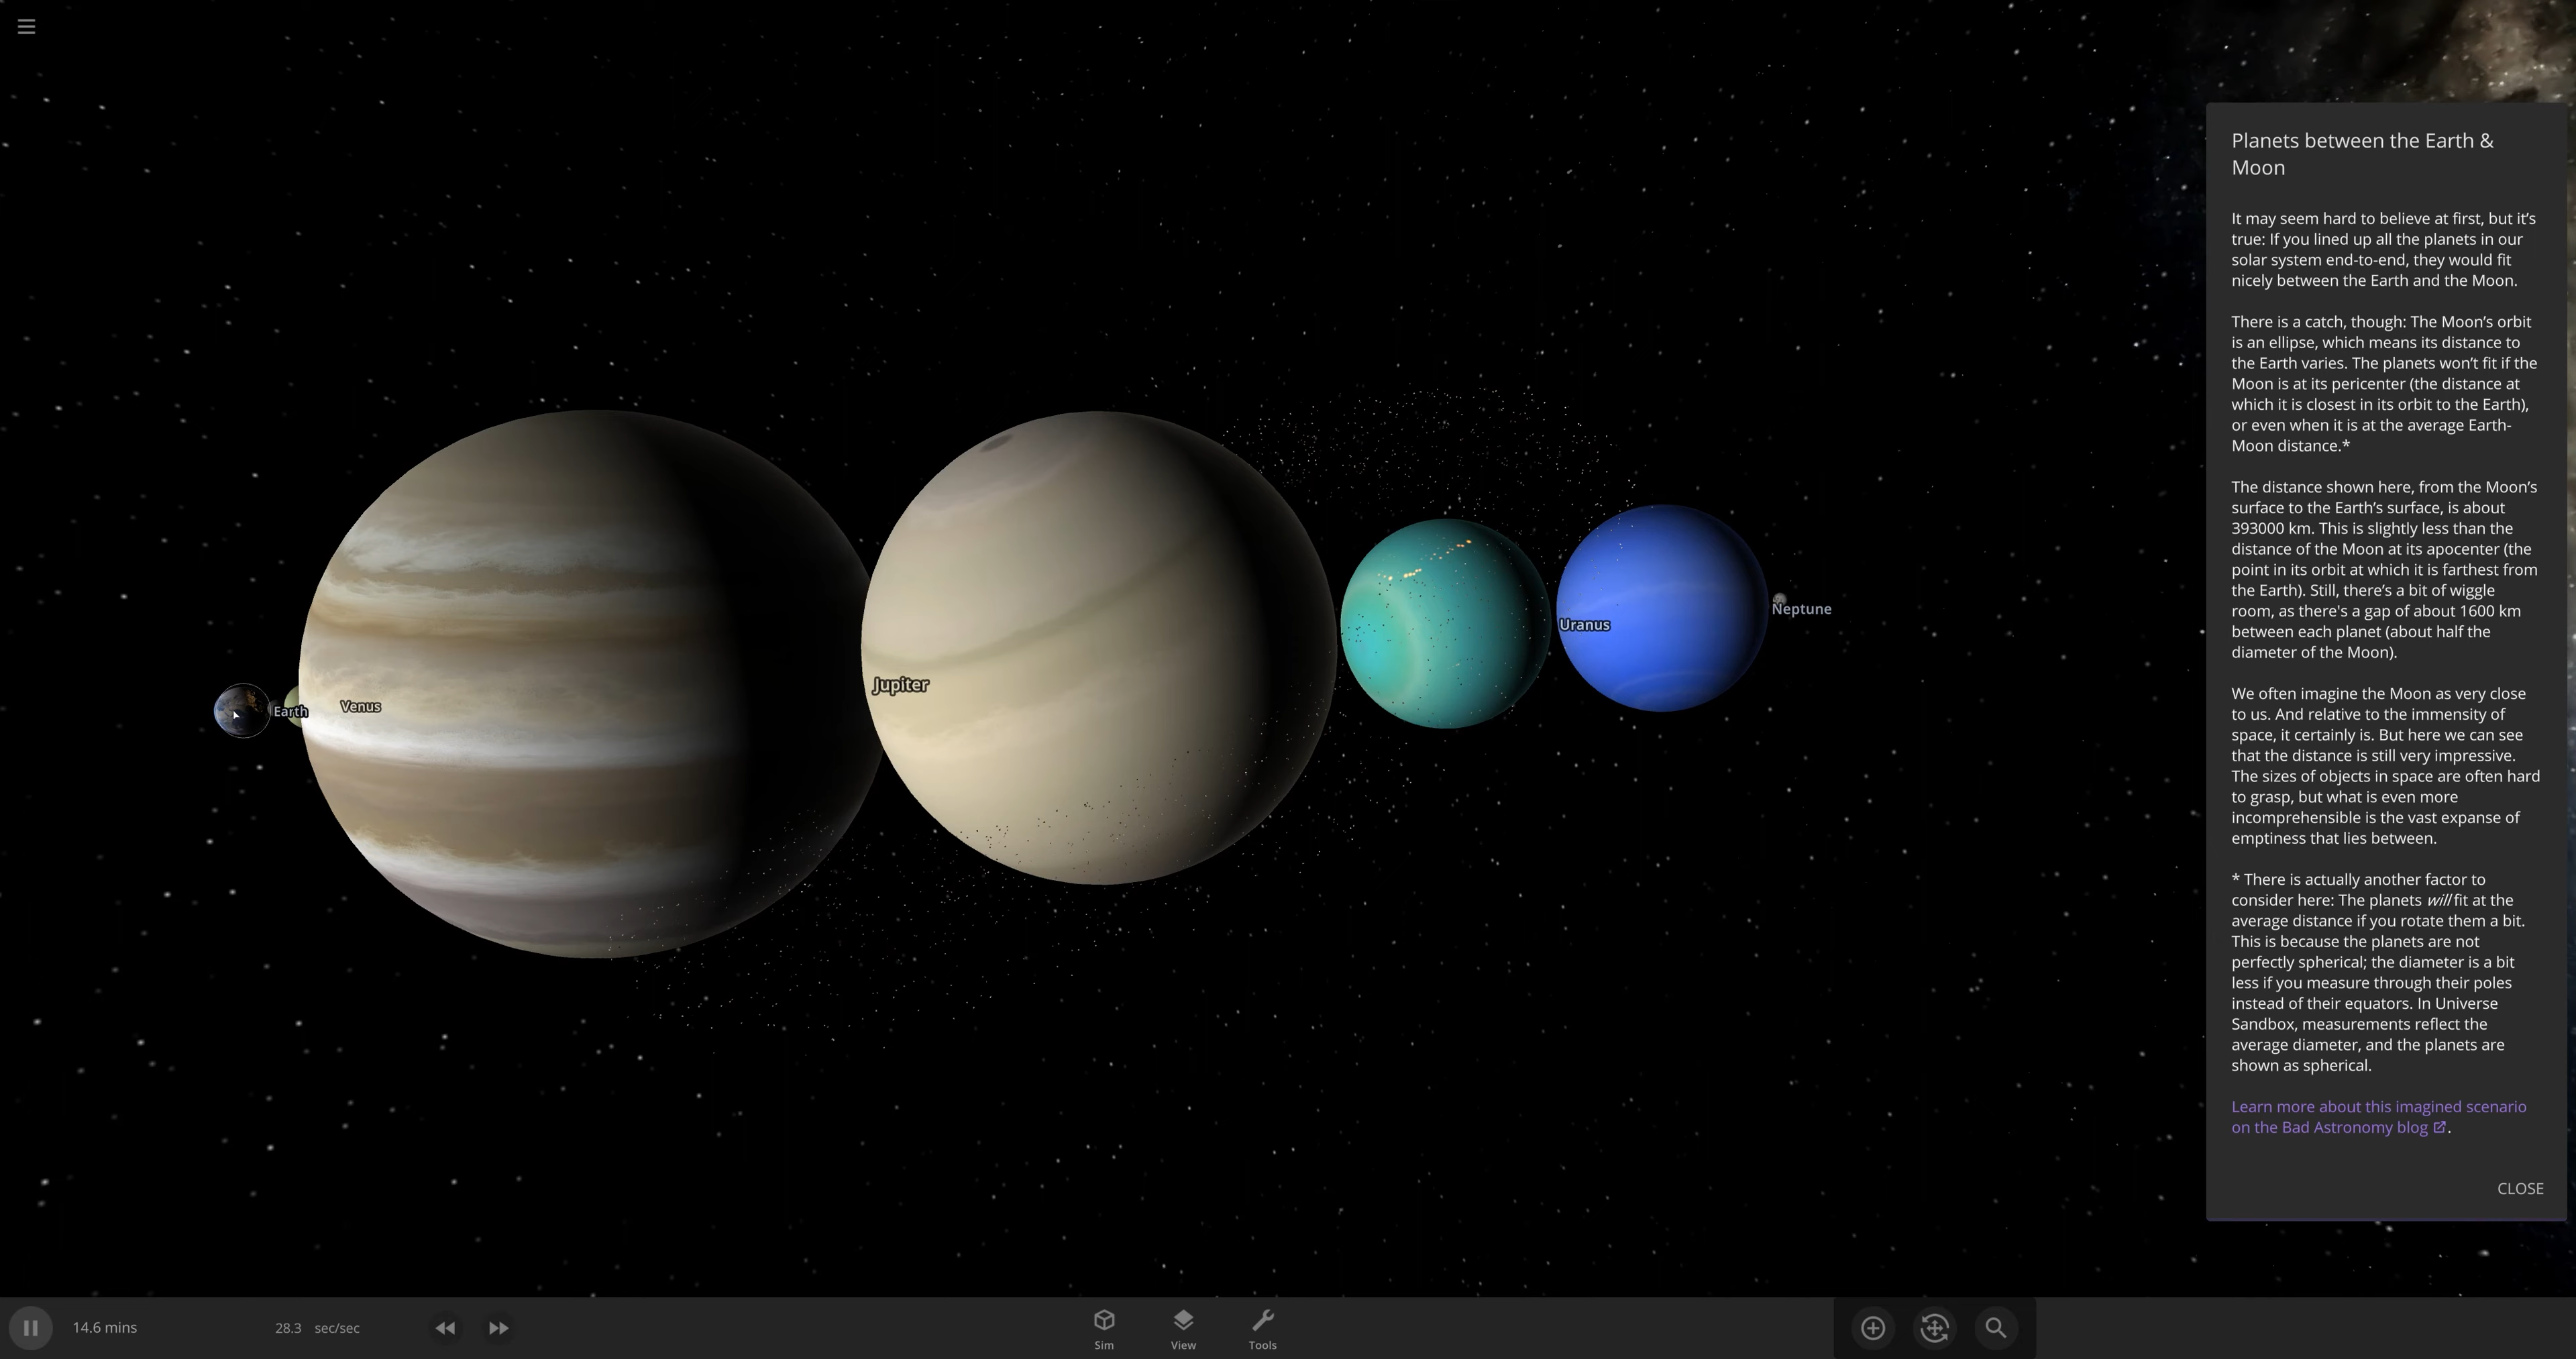 Planets between the Earth &
Moon
It may seem hard to believe at first, but it’s
true: If you lined up all the planets in our
solar system end-to-end, they would fit
nicely between the Earth and the Moon.
There is a catch, though: The Moon’s orbit
is an ellipse, which means its distance to
the Earth varies. The planets won’t fit if the
Moon is at its pericenter (the distance at
which it is closest in its orbit to the Earth),
or even when it is at the average Earth-
Moon distance.*
The distance shown here, from the Moon’s
surface to the Earth’s surface, is about
393000 km. This is slightly less than the
distance of the Moon at its apocenter (the
point in its orbit at which it is farthest from
the Earth). Still, there’s a bit of wiggle
room, as there's a gap of about 1600 km
between each planet (about half the
diameter of the Moon).
We often imagine the Moon as very close
to us. And relative to the immensity of
space, it certainly is. But here we can see
that the distance is still very impressive.
The sizes of objects in space are often hard
to grasp, but what is even more
incomprehensible is the vast expanse of
emptiness that lies between.
* There is actually another factor to
consider here: The planets will fit at the
average distance if you rotate them a bit.
This is because the planets are not
perfectly spherical; the diameter is a bit
less if you measure through their poles
instead of their equators. In Universe
Sandbox, measurements reflect the
average diameter, and the planets are
shown as spherical.
Learn more about this imagined scenario
on the Bad Astronomy blog.
CLOSE
Earth
Venus
Jupiter
Uranus
Neptune
14.6 mins
28.3 sec/sec
Sim
View
Tools